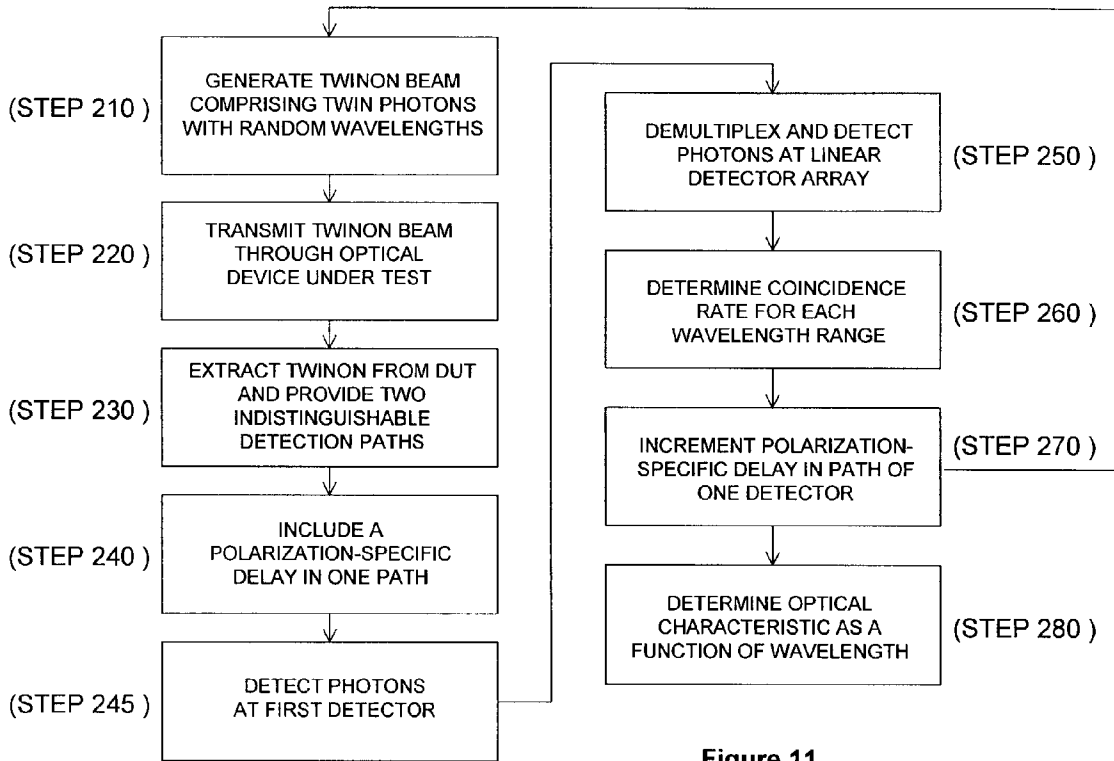 (STEP 210 )
GENERATE TWINON BEAM
COMPRISING TWIN PHOTONS
WITH RANDOM WAVELENGTHS
(STEP 220 )
TRANSMIT TWINON BEAM
THROUGH OPTICAL
DEVICE UNDER TEST
(STEP 230 )
EXTRACT TWINON FROM DUT
AND PROVIDE TWO
INDISTINGUISHABLE
DETECTION PATHS
(STEP 240 )
INCLUDE A
POLARIZATION-SPECIFIC
DELAY IN ONE PATH
(STEP 245 )
DETECT PHOTONS
AT FIRST DETECTOR
DEMULTIPLEX AND DETECT
PHOTONS AT LINEAR
DETECTOR ARRAY
(STEP 250 )
DETERMINE COINCIDENCE
RATE FOR EACH
WAVELENGTH RANGE
(STEP 260 )
INCREMENT POLARIZATION-
SPECIFIC DELAY IN PATH OF
ONE DETECTOR
(STEP 270 )
DETERMINE OPTICAL
CHARACTERISTIC AS A
FUNCTION OF WAVELENGTH
(STEP 280 )
Figure 11